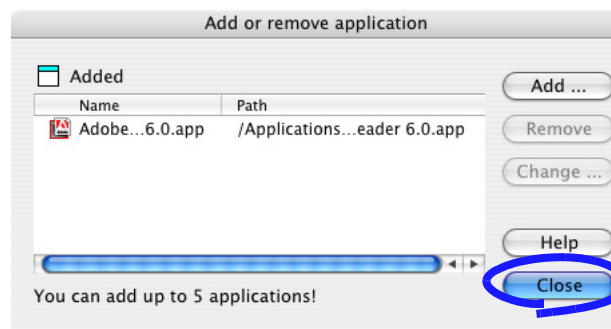 Add or remove application
Added
Add ...
Name Path
Adobe...6.0.app /Applications...eader 6.0.app
Remove
Change ...
Help
Close
You can add up to 5 applications!